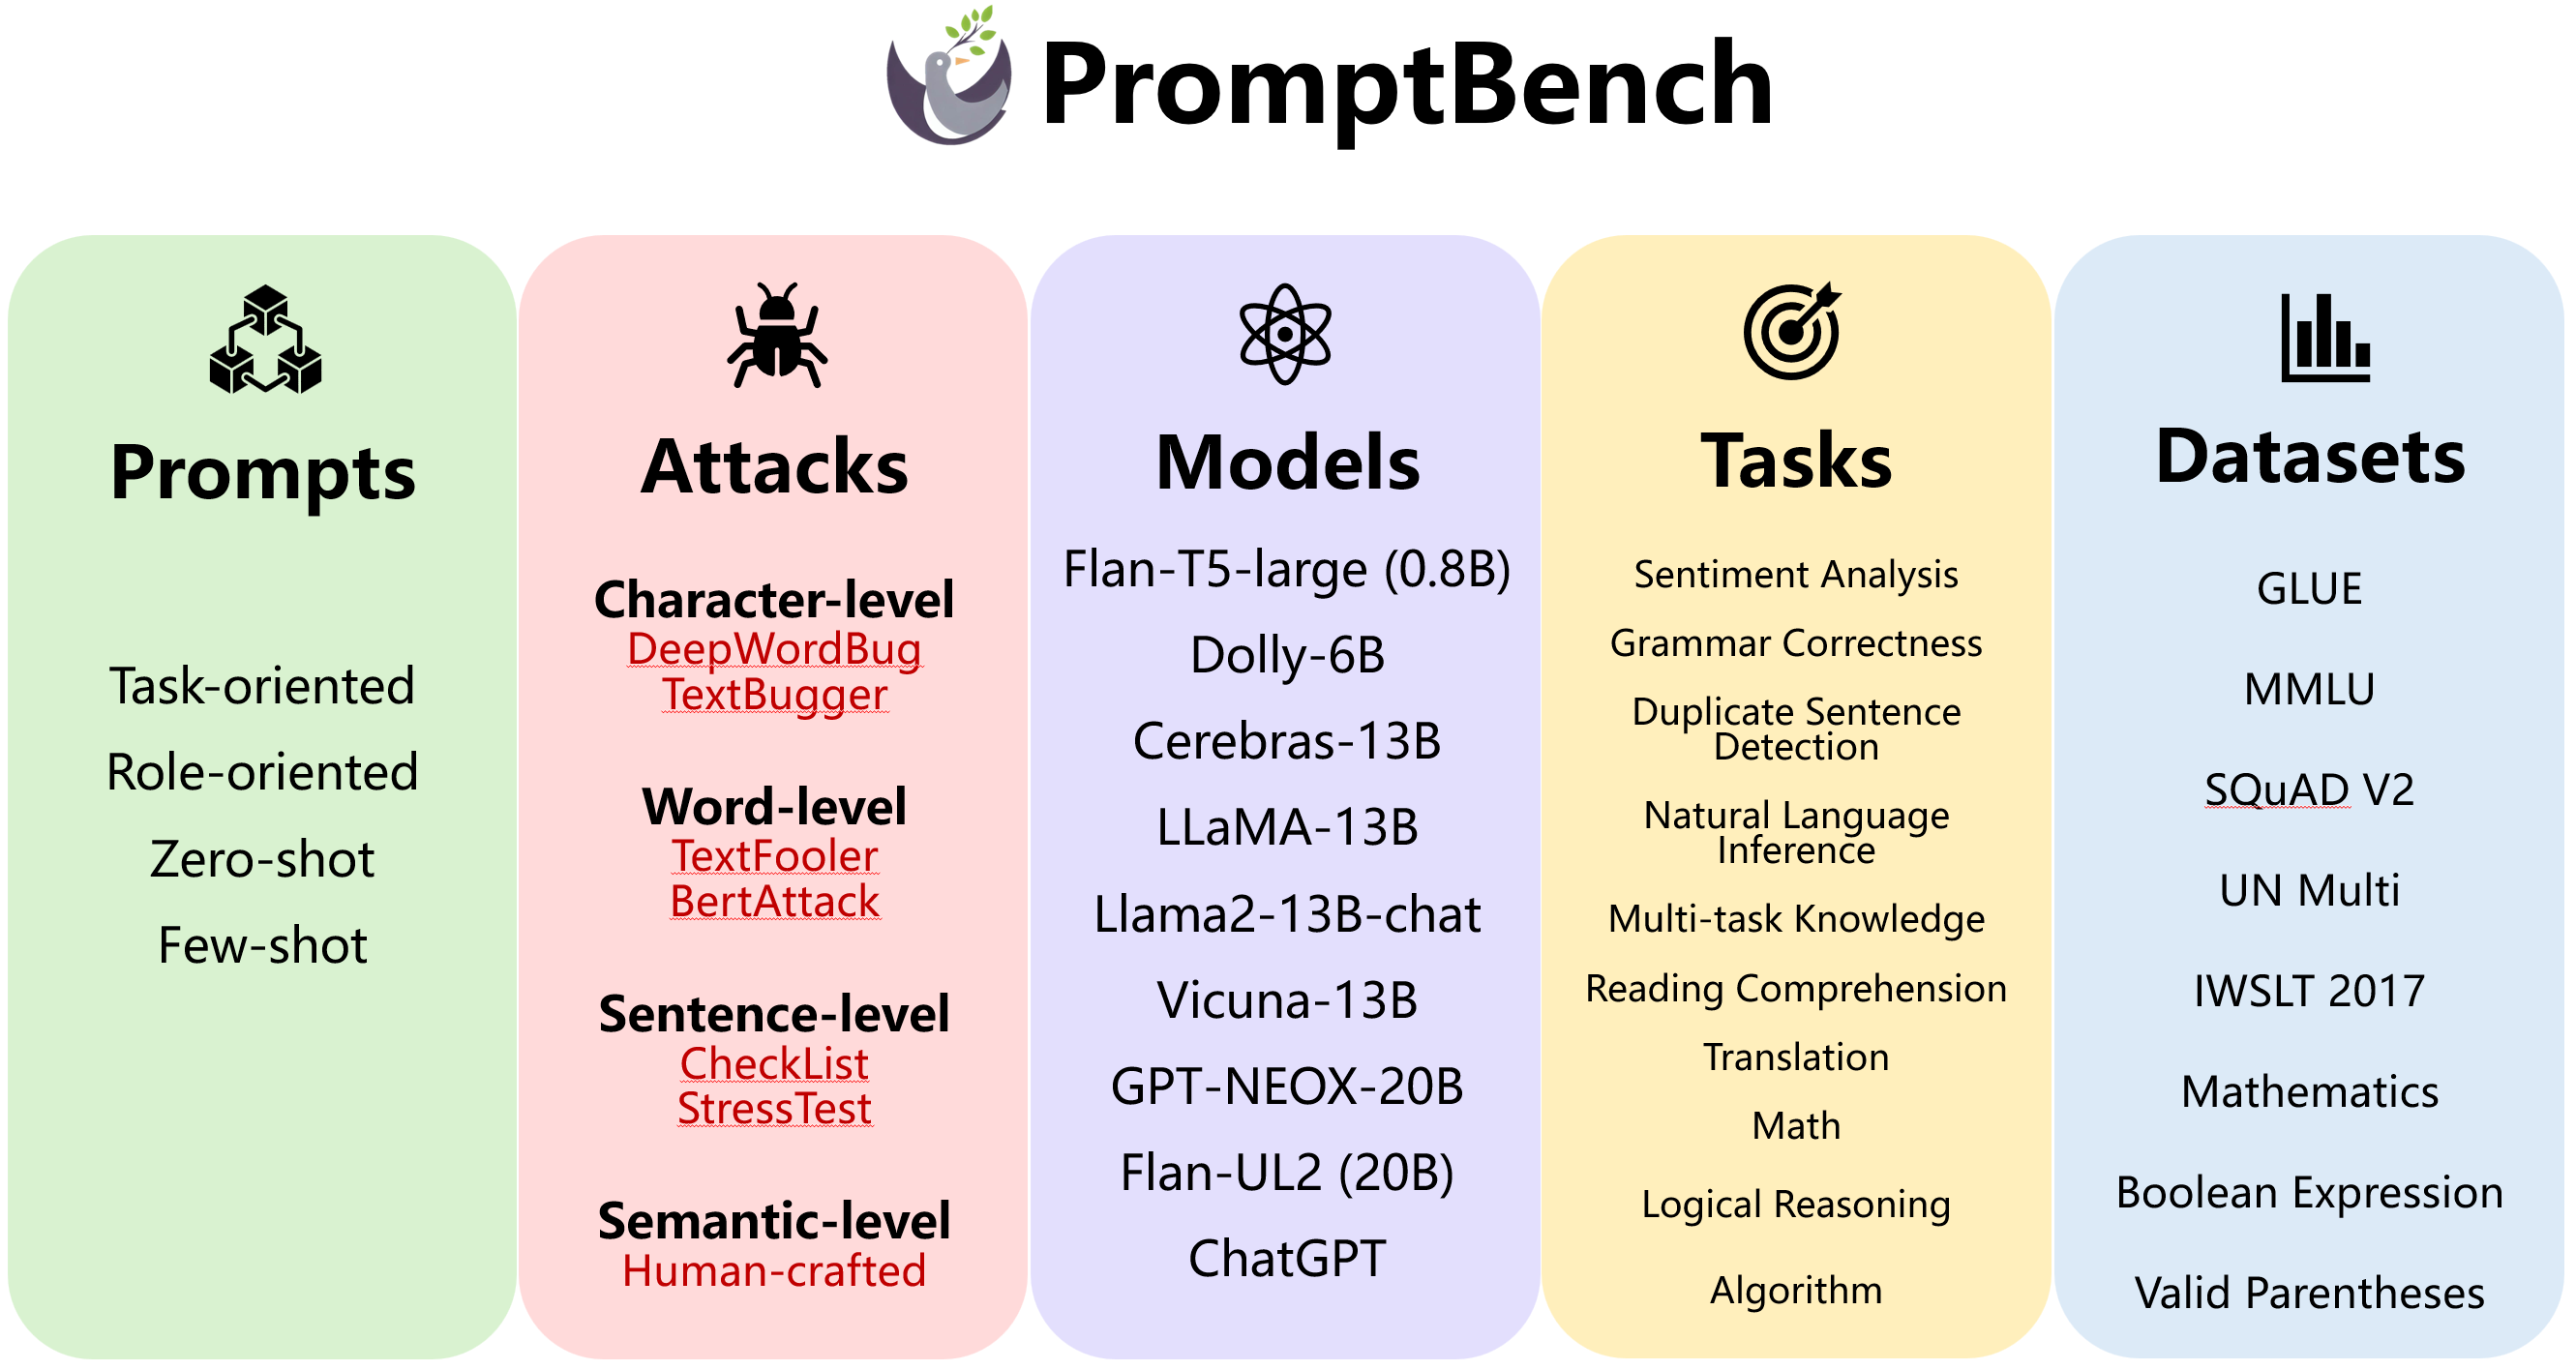 PromptBench
Prompts
Task-oriented
Role-oriented
Zero-shot
Few-shot
Attacks
Character-level
DeepWordBug
TextBugger
Word-level
TextFooler
BertAttack
Sentence-level
CheckList
StressTest
Semantic-level
Human-crafted
Models
Flan-T5-large (0.8B)
Dolly-6B
Cerebras-13B
LLaMA-13B
Llama2-13B-chat
Vicuna-13B
GPT-NEOX-20B
Flan-UL2 (20B)
ChatGPT
Tasks
Sentiment Analysis
Grammar Correctness
Duplicate Sentence
Detection
Natural Language
Inference
Multi-task Knowledge
Reading Comprehension
Translation
Math
Logical Reasoning
Algorithm
Datasets
GLUE
MMLU
SQuAD V2
UN Multi
IWSLT 2017
Mathematics
Boolean Expression
Valid Parentheses